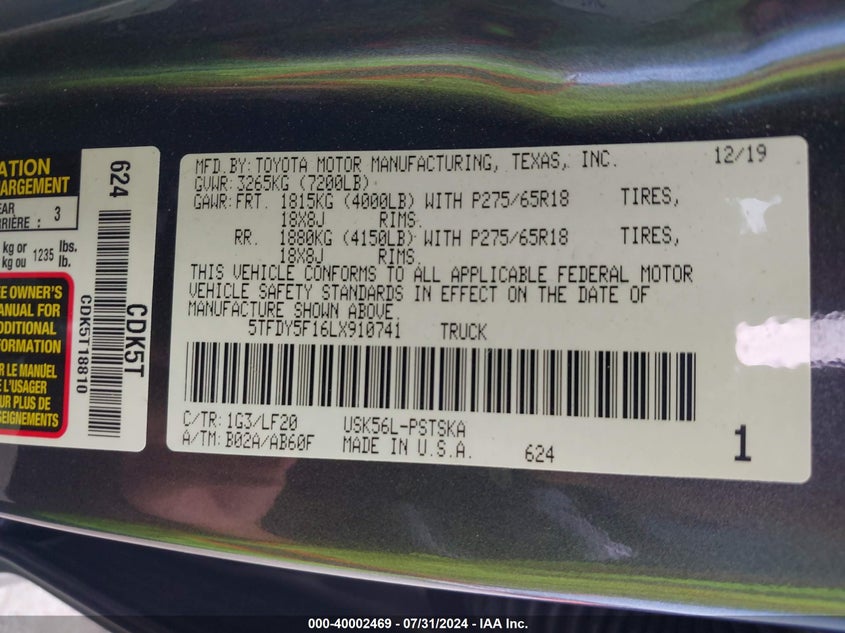 ATION
ARGEMENT
EAR
RRIÈRE : 3
kg or
kg ou 1235 lbs.
lb.
E OWNER'S
MANUAL FOR
DDITIONAL
FORMATION
R LE MANUEL
E L'USAGER
UR PLUS DE
SEIGNEMENTS
624
CDK5T
CDK5T18810
MFD.BY: TOYOTA MOTOR MANUFACTURING, TEXAS, INC. 12/19
GVWR: 3265KG (7200LB)
GAWR: FRT. 1815KG (4000LB) WITH P275/65R18 TIRES,
18X8J RIMS.
RR. 1880KG (4150LB) WITH P275/65R18 TIRES,
18X8J RIMS.
THIS VEHICLE CONFORMS TO ALL APPLICABLE FEDERAL MOTOR
VEHICLE SAFETY STANDARDS IN EFFECT ON THE DATE OF
MANUFACTURE SHOWN ABOVE.
5TFDY5F16LX910741 TRUCK
C/TR: 1G3/LF20 USK56L-PSTSKA
A/TM: B02A/AB60F MADE IN U.S.A. 624
1
000-40002469 - 07/31/2024 - IAA Inc.